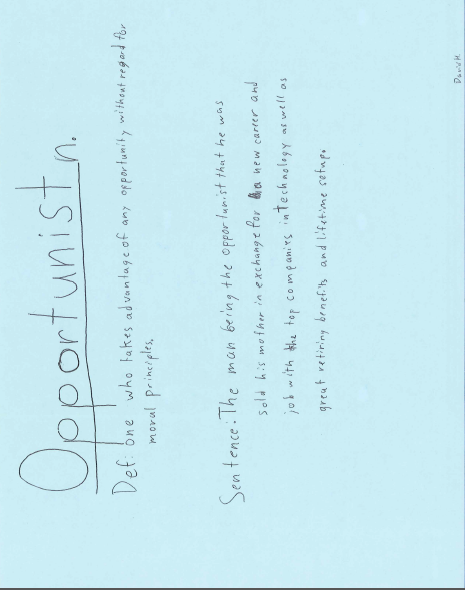 Opportunist n.
Def: one who takes advantage of any opportunity without regard for
moral principles.
Sentence: The man being the opportunist that he was
sold his mother in exchange for new career and
job with the top companies in technology as well as
great retiring benefits and lifetime setup.